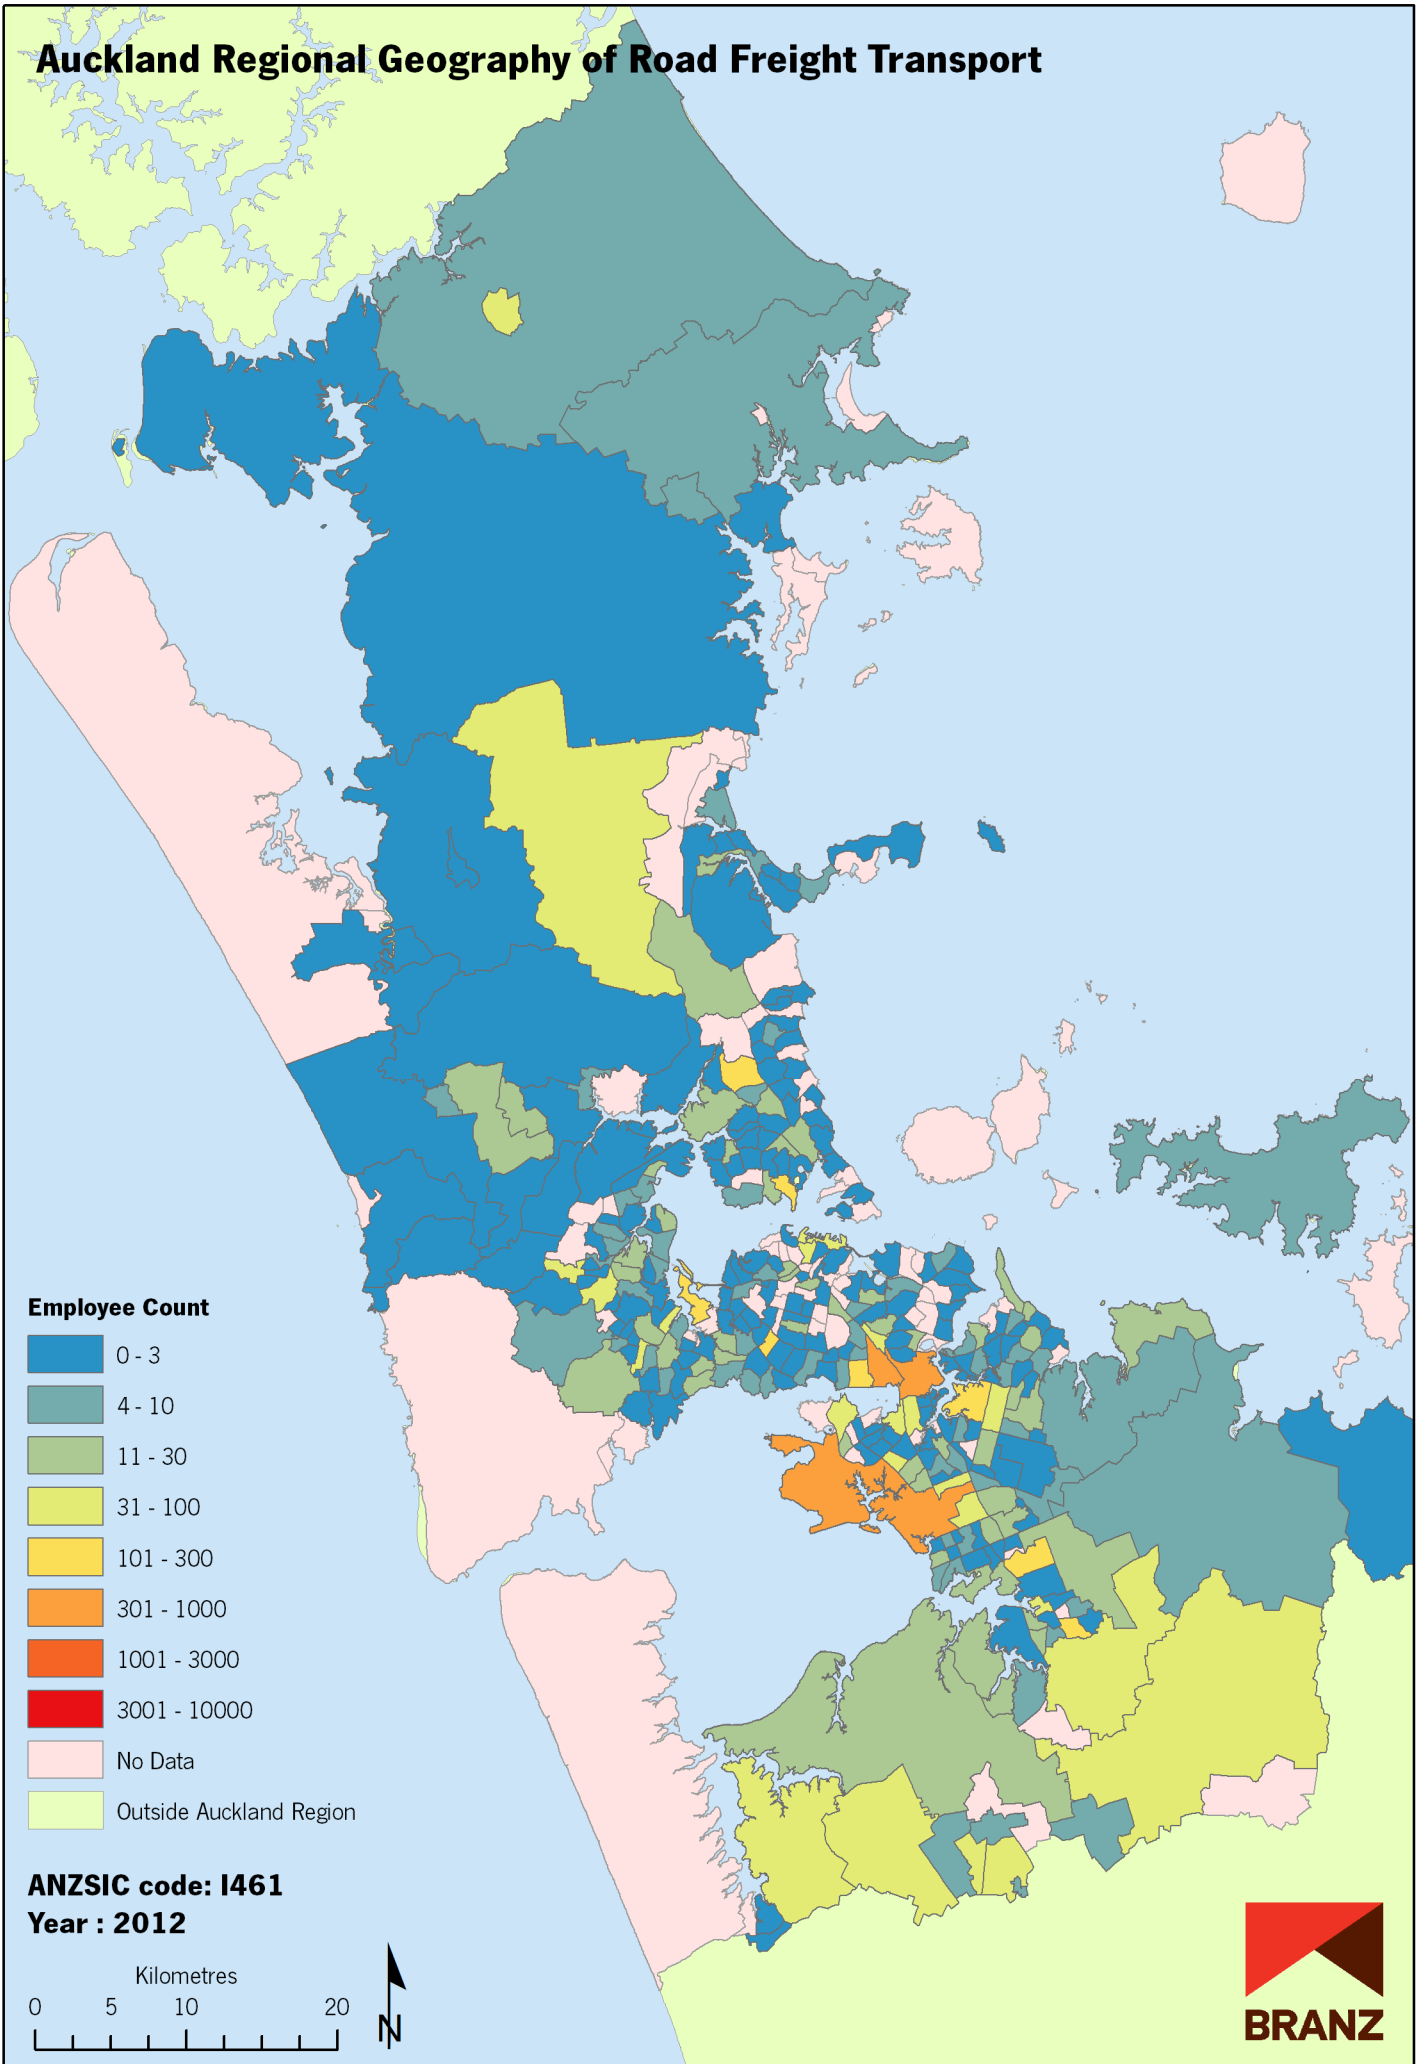 Auckland Regional Geography of Road Freight Transport
Employee Count
0 - 3
4 - 10
11 - 30
31 - 100
101 - 300
301 - 1000
1001 - 3000
3001 - 10000
No Data
Outside Auckland Region
ANZSIC code: I461
Year : 2012
Kilometres
0 5 10 20
N
BRANZ